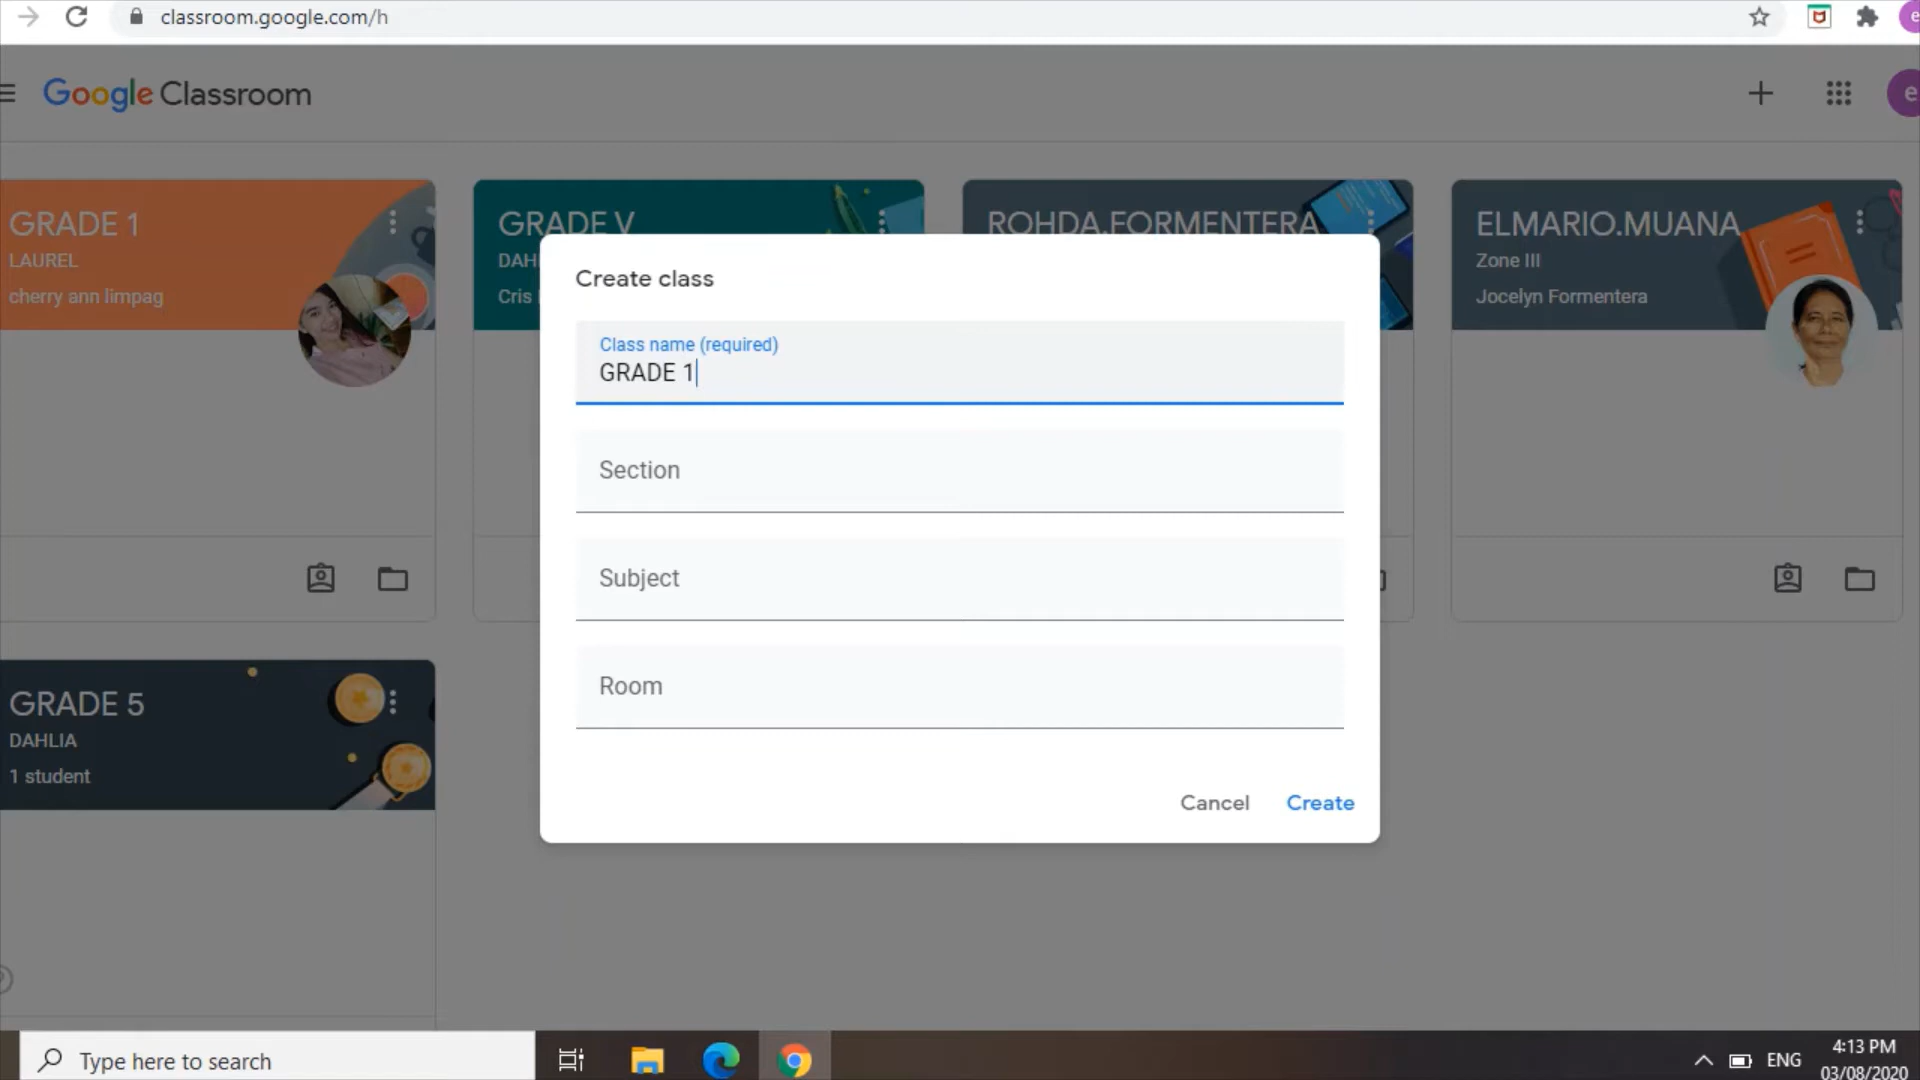 classroom.google.com/h
Google Classroom
e
GRADE 1
LAUREL
cherry ann limpag
GRADE V
DAH
Cris
ROHDA.FORMENTERA
ELMARIO.MUANA
Zone III
Jocelyn Formentera
Create class
Class name (required)
GRADE 1
Section
Subject
Room
Cancel
Create
GRADE 5
DAHLIA
1 student
Type here to search
ENG
4:13 PM
03/08/2020